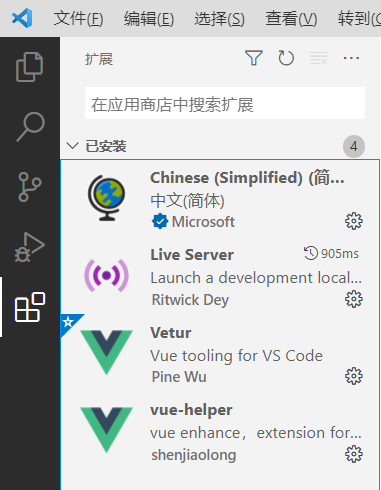 文件(F) 编辑(E) 选择(S) 查看(V) 转到(G
扩展
在应用商店中搜索扩展
已安装 4
Chinese (Simplified) (简...
中文(简体)
Microsoft
Live Server 905ms
Launch a development local...
Ritwick Dey
Vetur
Vue tooling for VS Code
Pine Wu
vue-helper
vue enhance，extension for...
shenjiaolong